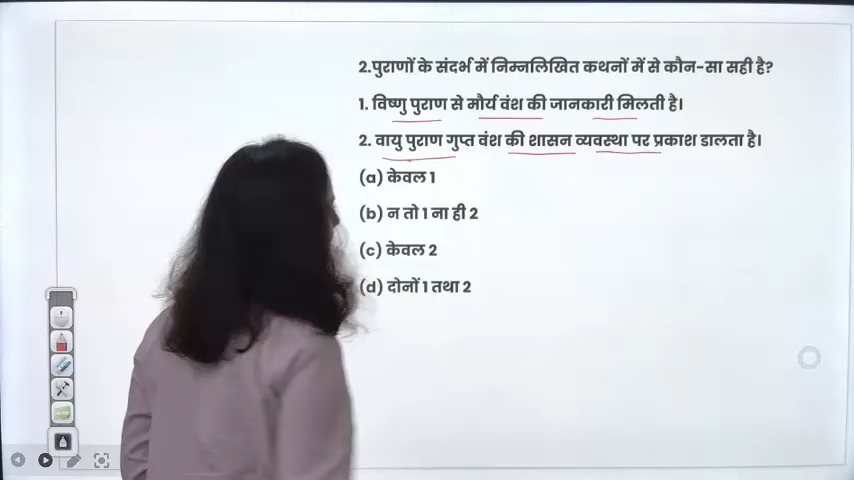 2.पुराणों के संदर्भ में निम्नलिखित कथनों में से कौन-सा सही है?
1. विष्णु पुराण से मौर्य वंश की जानकारी मिलती है।
2. वायु पुराण गुप्त वंश की शासन व्यवस्था पर प्रकाश डालता है।
(a) केवल 1
(b) न तो 1 ना ही 2
(c) केवल 2
(d) दोनों 1 तथा 2